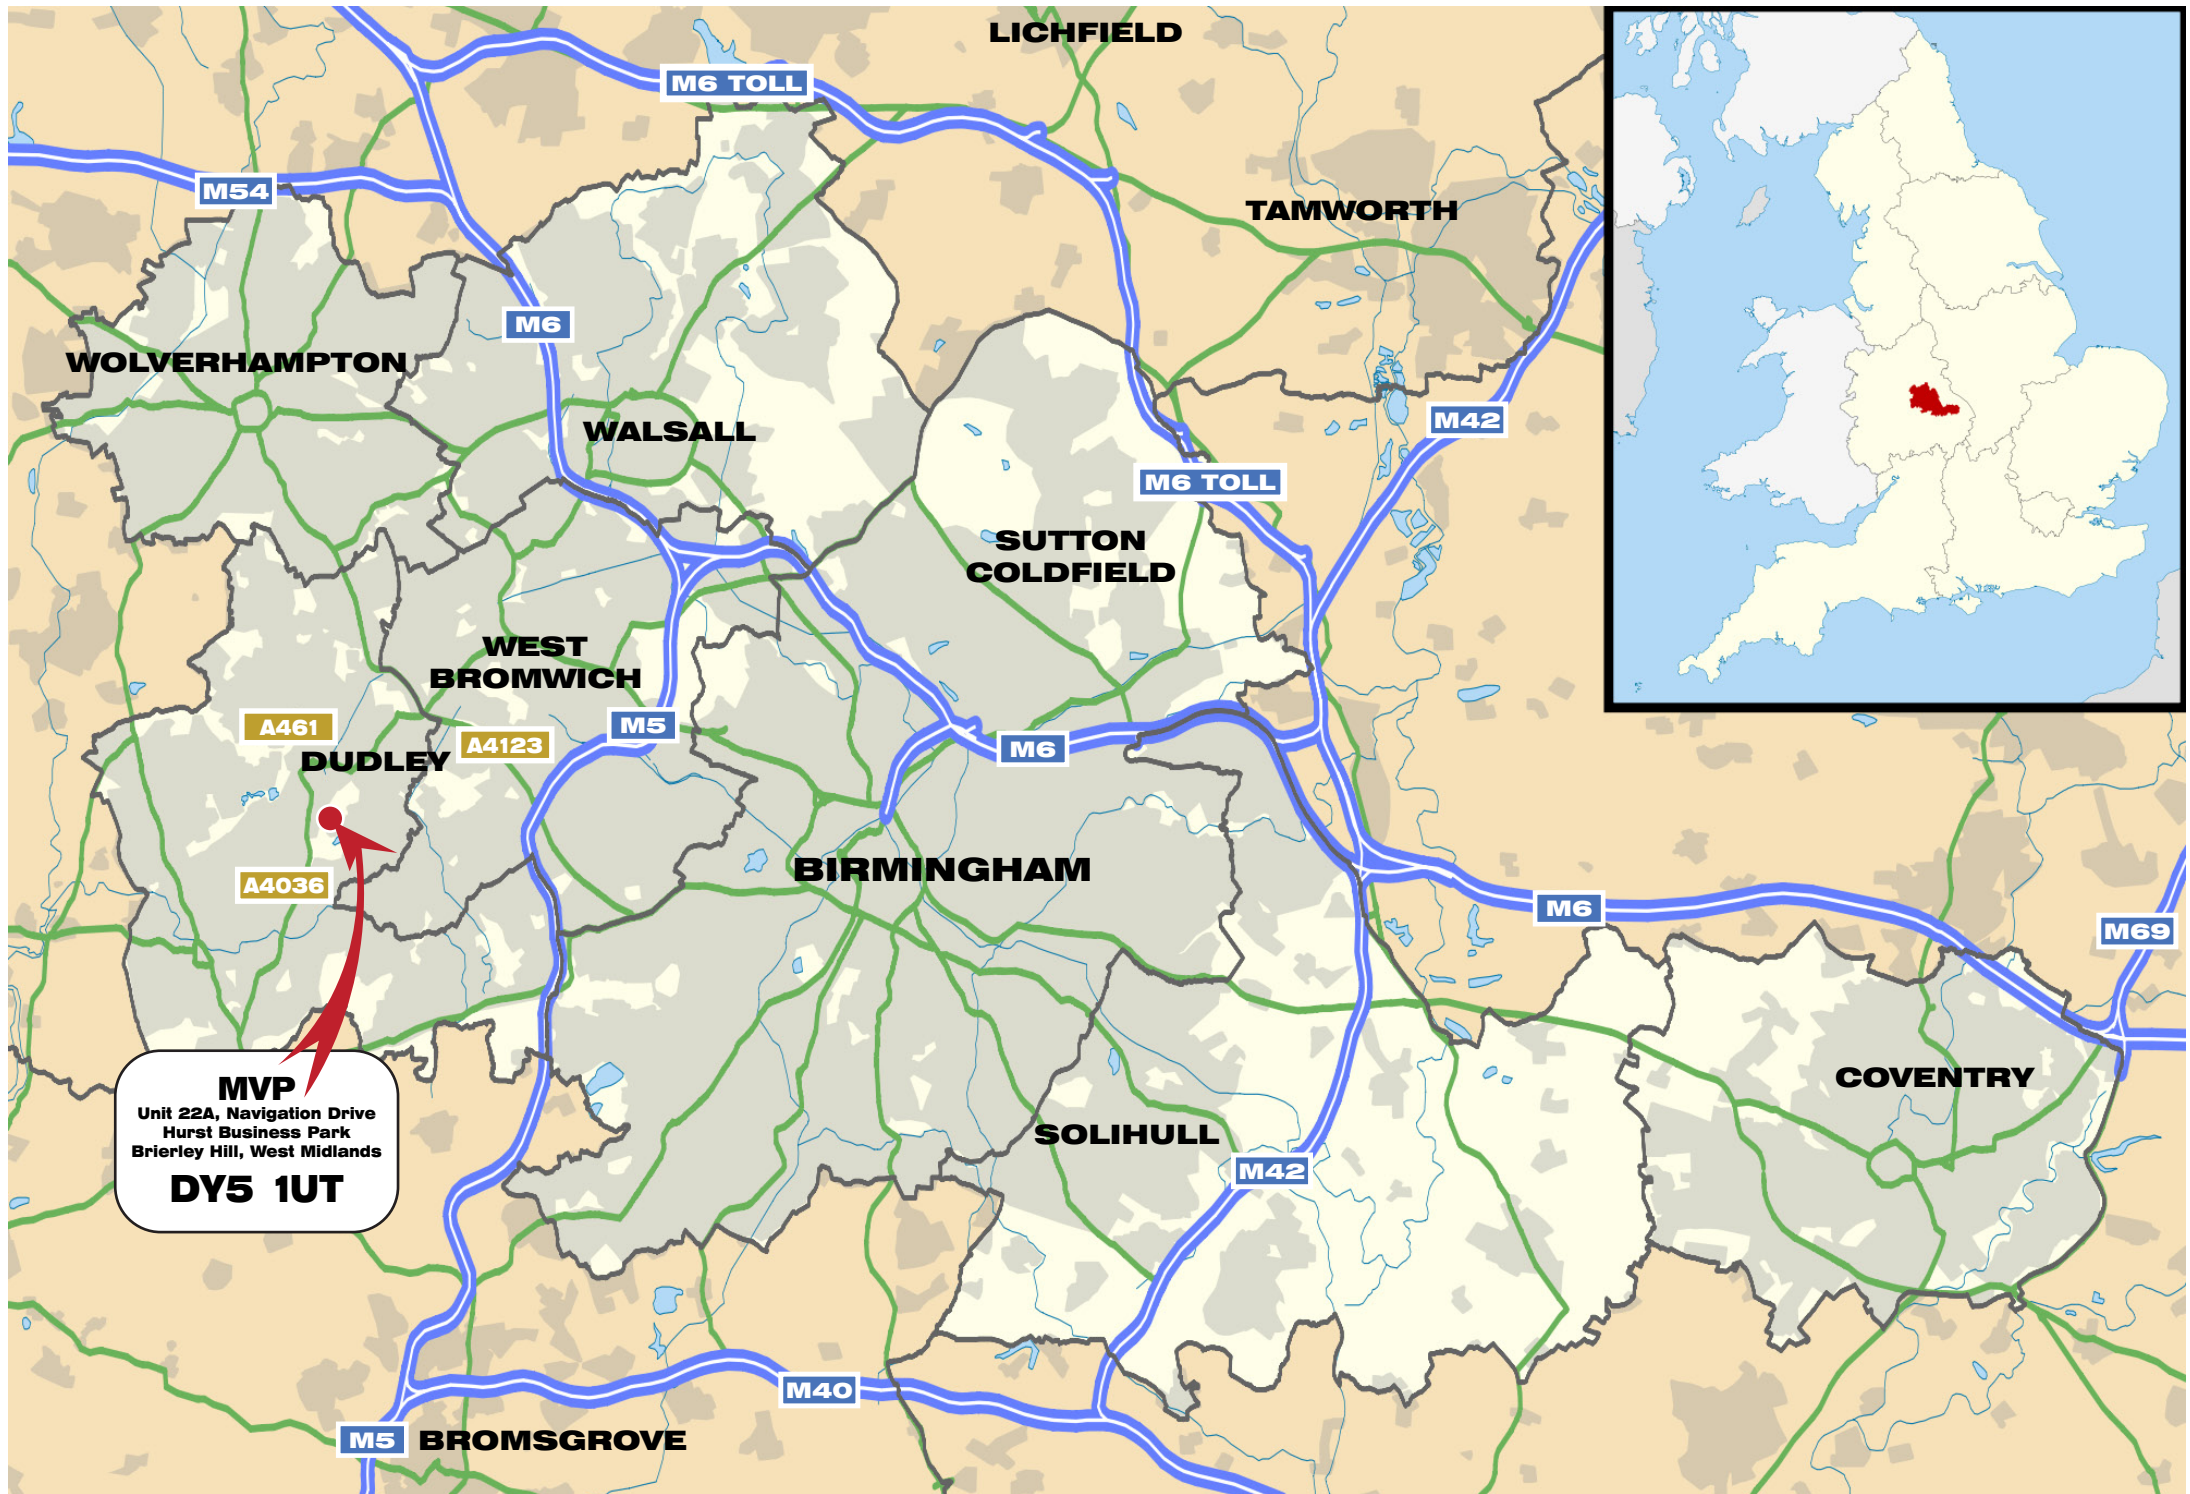 LICHFIELD
M6 TOLL
M54
TAMWORTH
M6
WOLVERHAMPTON
WALSALL
M42
M6 TOLL
SUTTON
COLDFIELD
WEST
BROMWICH
A461
M5
A4123
M6
DUDLEY
BIRMINGHAM
A4036
M6
M69
COVENTRY
MVP
Unit 22A, Navigation Drive
Hurst Business Park
Brierley Hill, West Midlands
DY5 1UT
SOLIHULL
M42
M40
M5
BROMSGROVE